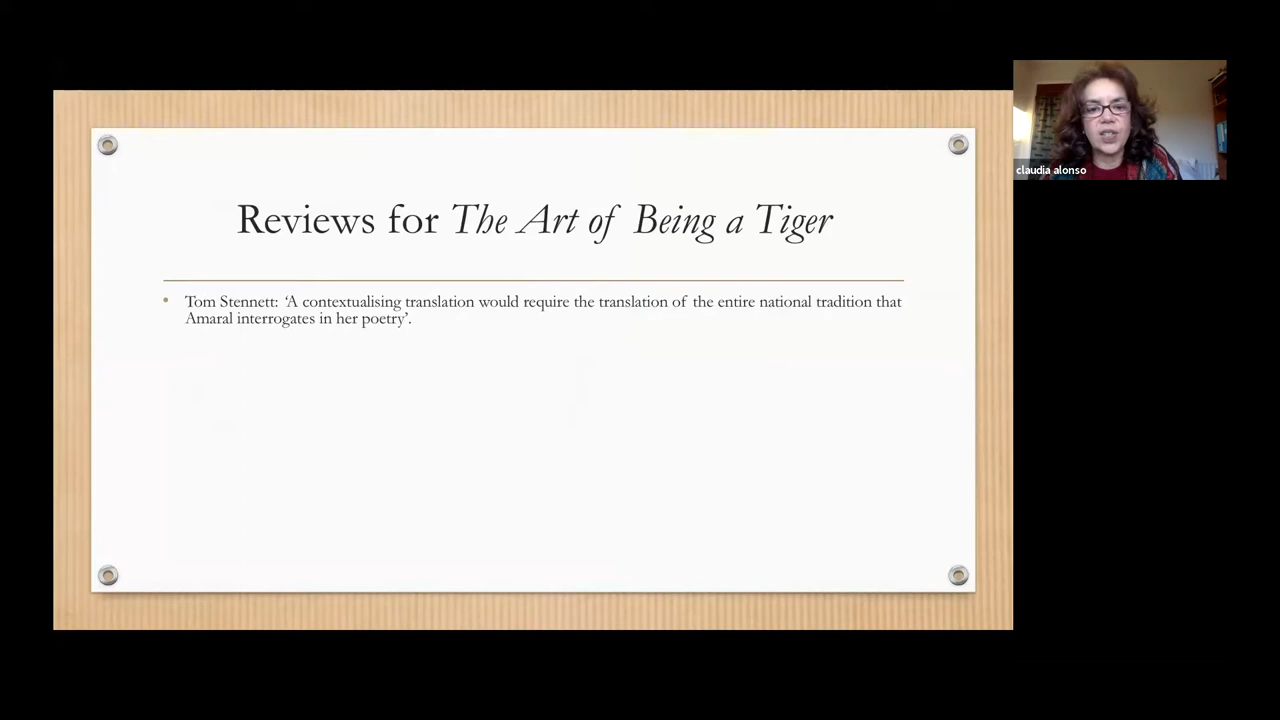 Reviews for The Art of Being a Tiger
• Tom Stennett: ‘A contextualising translation would require the translation of the entire national tradition that
Amaral interrogates in her poetry’.
claudia alonso